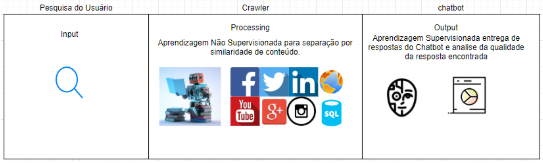 Pesquisa do Usuário
Crawler
chatbot
Input
Processing
Aprendizagem Não Supervisionada para separação por
similaridade de conteúdo.
Output
Aprendizagem Supervisionada entrega de
respostas do Chatbot e analise da qualidade
da resposta encontrada
f
in
You
Tube
g+
SQL